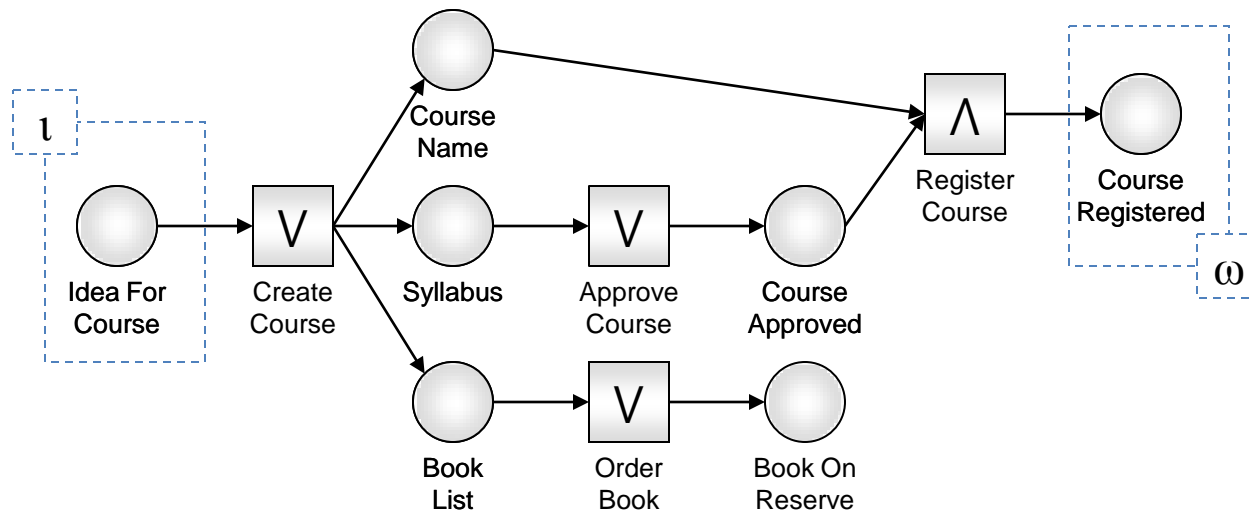 Course
Name
ι
V
Idea For
Course
Create
Course
Syllabus
V
Approve
Course
Course
Approved
Λ
Register
Course
Course
Registered
ω
Book
List
V
Order
Book
Book On
Reserve